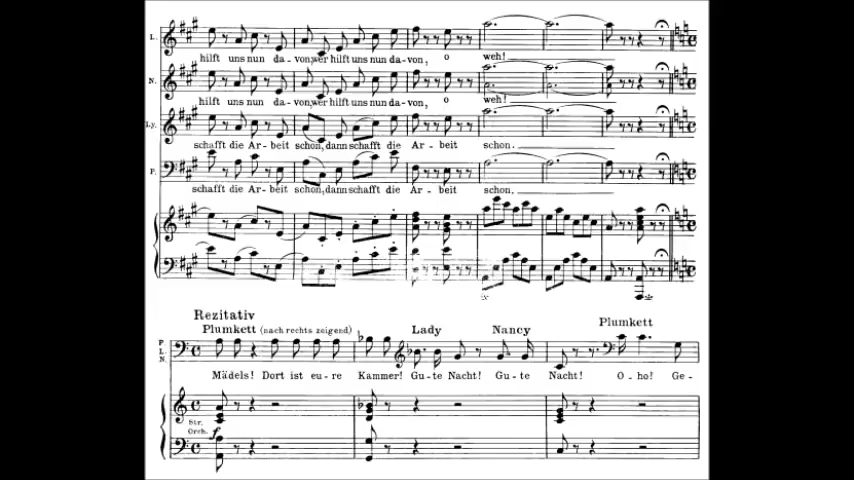 L.
hilft uns nun da-von, wer hilft uns nun da-von, o weh!
N.
hilft uns nun da-von, wer hilft uns nun da-von, o weh!
Ly.
schafft die Ar-beit schon, dann schafft die Ar-beit schon.
P.
schafft die Ar-beit schon, dann schafft die Ar-beit schon.
Rezitativ
Plumkett (nach rechts zeigend) Lady Nancy Plumkett
P.
L.
N.
Mädels! Dort ist eu-re Kammer! Gu-te Nacht! Gu-te Nacht! O-ho! Ge-
Str.
Orch. f